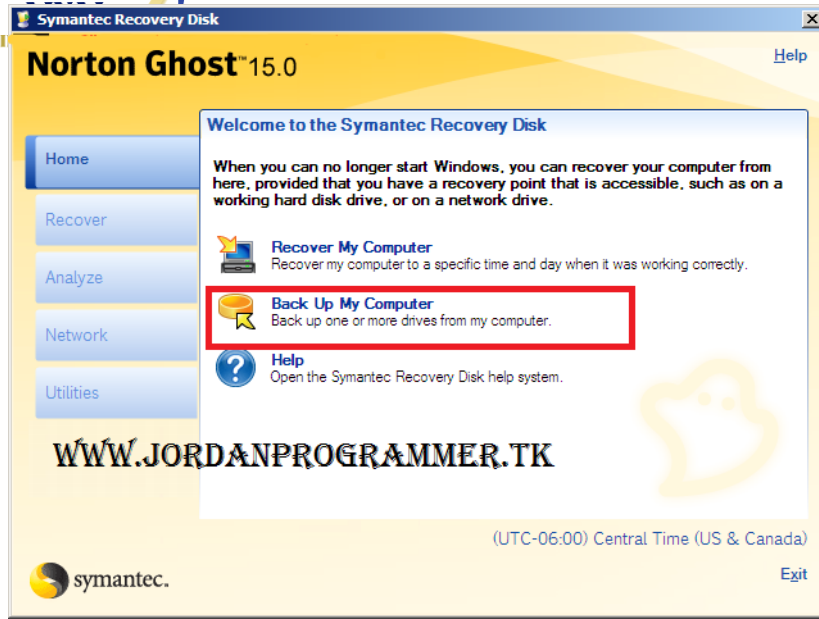 Symantec Recovery Disk
Norton Ghost™15.0
Help
Welcome to the Symantec Recovery Disk
Home
When you can no longer start Windows, you can recover your computer from
here, provided that you have a recovery point that is accessible, such as on a
working hard disk drive, or on a network drive.
Recover
Recover My Computer
Recover my computer to a specific time and day when it was working correctly.
Analyze
Back Up My Computer
Back up one or more drives from my computer.
Network
Help
Open the Symantec Recovery Disk help system.
Utilities
WWW.JORDANPROGRAMMER.TK
(UTC-06:00) Central Time (US & Canada)
symantec.
Exit